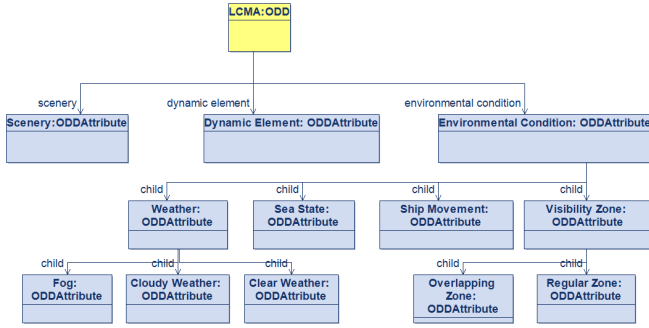 LCMA:ODD
scenery
dynamic element
environmental condition
Scenery:ODDAttribute
Dynamic Element: ODDAttribute
Environmental Condition: ODDAttribute
child
child
child
child
Weather:
ODDAttribute
Sea State:
ODDAttribute
Ship Movement:
ODDAttribute
Visibility Zone:
ODDAttribute
child
child
child
child
child
Fog:
ODDAttribute
Cloudy Weather:
ODDAttribute
Clear Weather:
ODDAttribute
Overlapping
Zone:
ODDAttribute
Regular Zone:
ODDAttribute